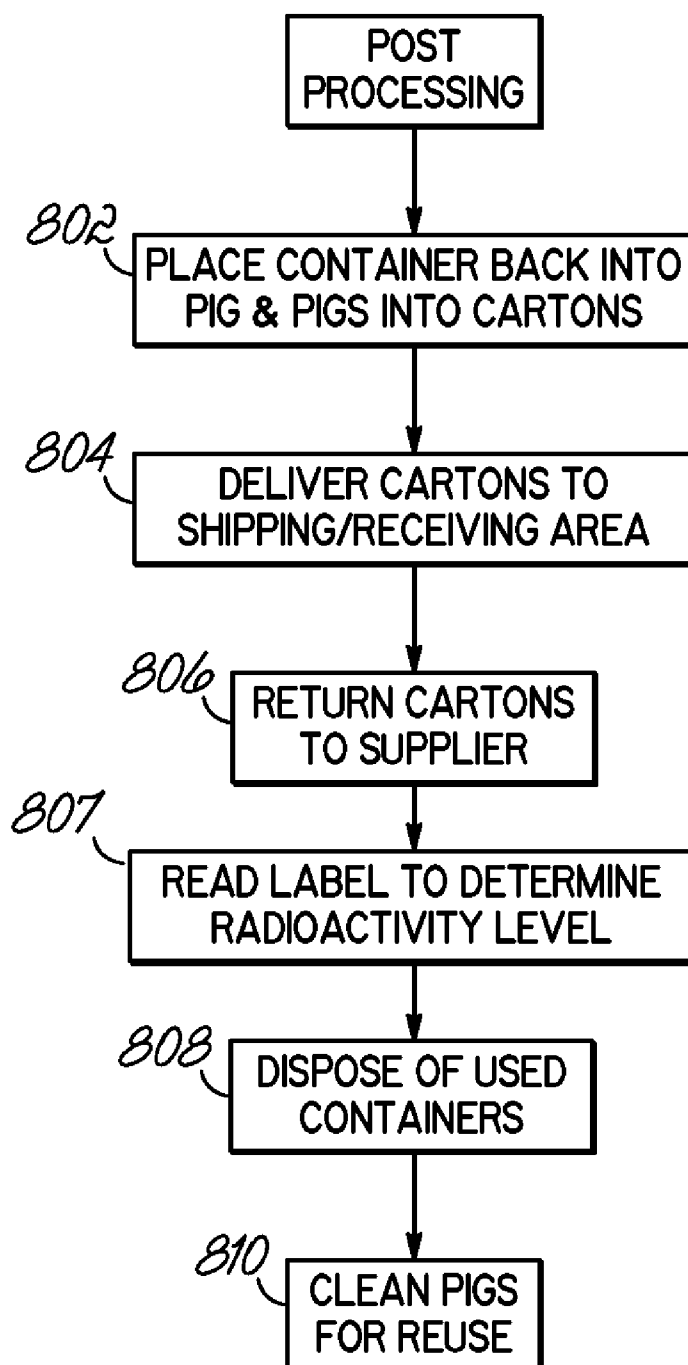 POST
PROCESSING
802
PLACE CONTAINER BACK INTO
PIG & PIGS INTO CARTONS
804
DELIVER CARTONS TO
SHIPPING/RECEIVING AREA
806
RETURN CARTONS
TO SUPPLIER
807
READ LABEL TO DETERMINE
RADIOACTIVITY LEVEL
808
DISPOSE OF USED
CONTAINERS
810
CLEAN PIGS
FOR REUSE